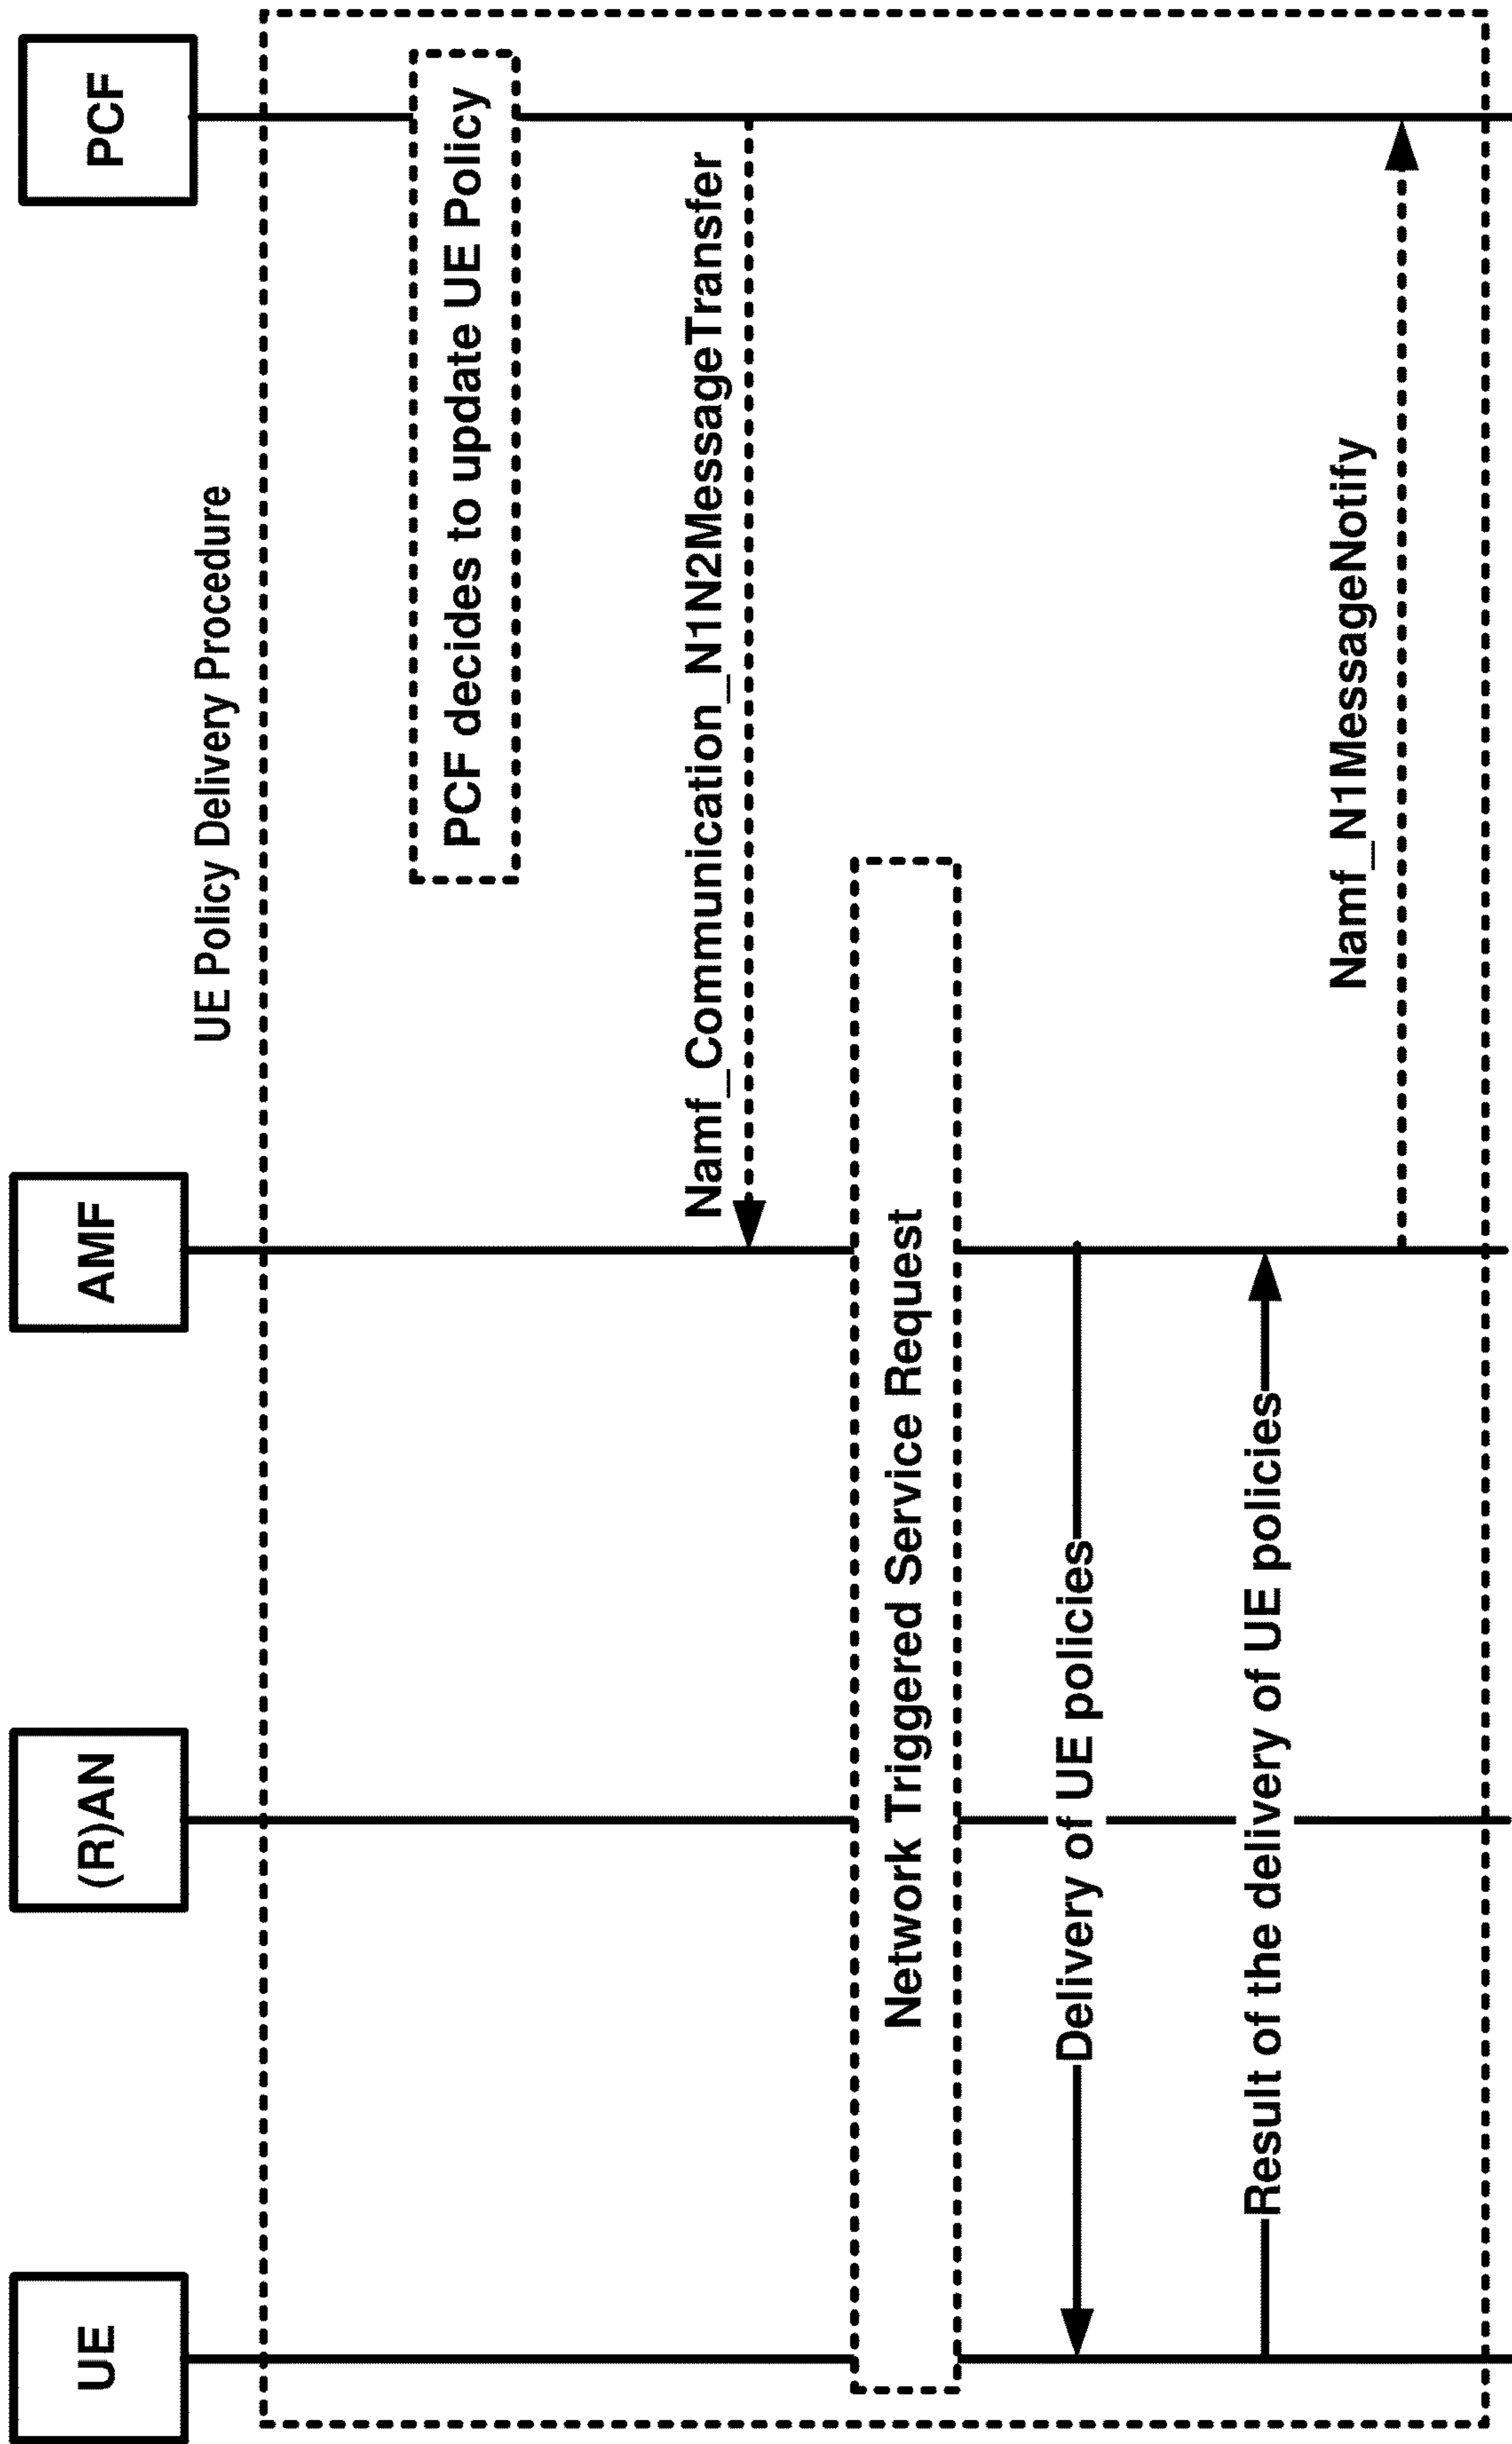 UE
(R)AN
AMF
PCF
UE Policy Delivery Procedure
PCF decides to update UE Policy
Namf_Communication_N1N2MessageTransfer
Network Triggered Service Request
Delivery of UE policies
Result of the delivery of UE policies
Namf_N1MessageNotify